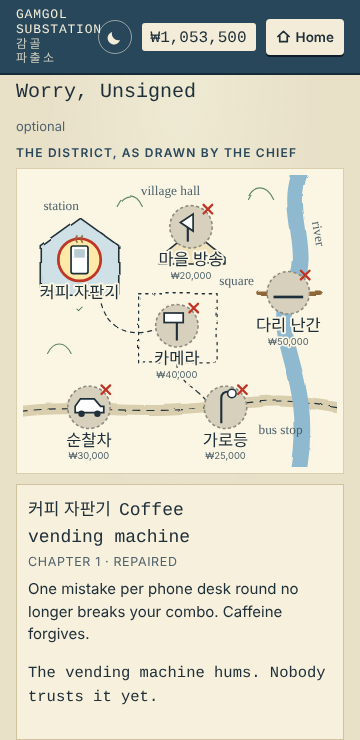 GAMGOL
SUBSTATION
감골
파출소
₩1,053,500
Home
Worry, Unsigned
optional
THE DISTRICT, AS DRAWN BY THE CHIEF
village hall
station
river
마을 방송
₩20,000
square
커피 자판기
다리 난간
₩50,000
카메라
₩40,000
bus stop
순찰차
₩30,000
가로등
₩25,000
커피 자판기 Coffee
vending machine
CHAPTER 1 · REPAIRED
One mistake per phone desk round no
longer breaks your combo. Caffeine
forgives.
The vending machine hums. Nobody
trusts it yet.